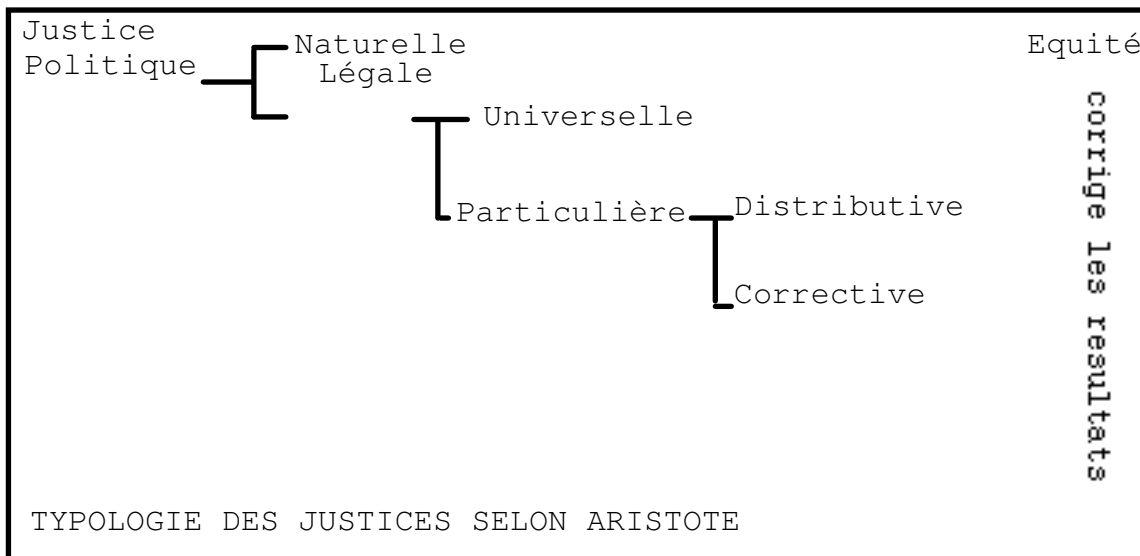 Justice
Politique
Naturelle
Légale
Universelle
Particulière
Distributive
Corrective
Equité
corrige les resultats
TYPOLOGIE DES JUSTICES SELON ARISTOTE